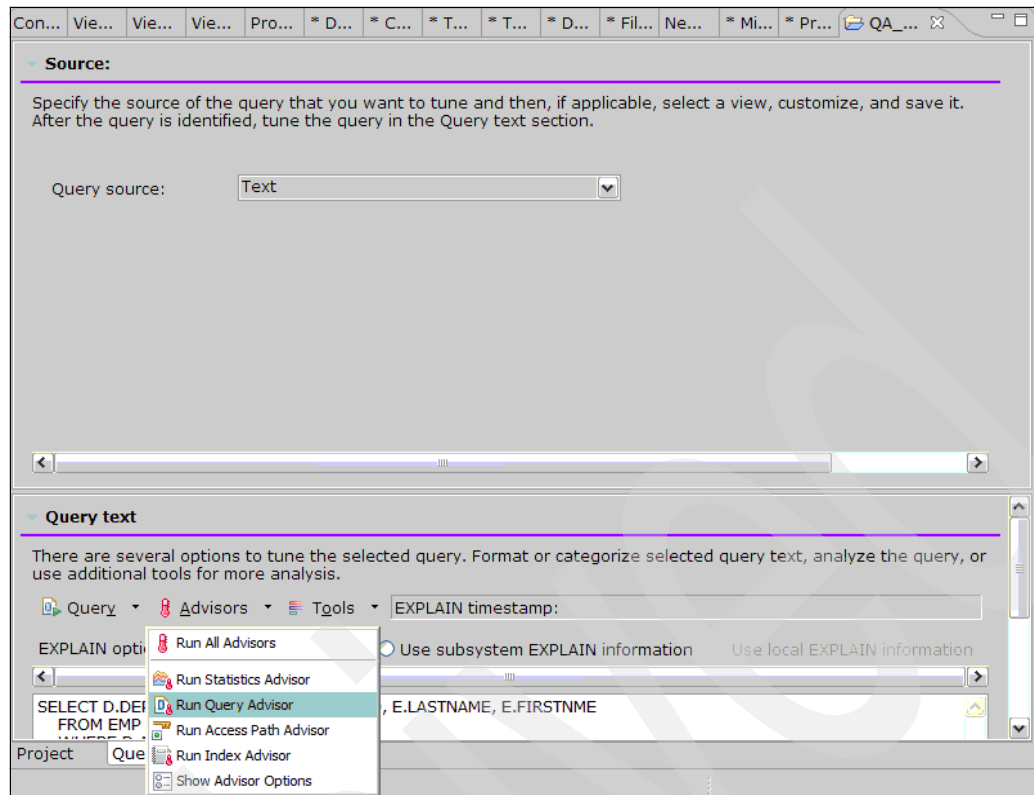 Con... Vie... Vie... Vie... Pro... * D... * C... * T... * T... * D... * Fil... Ne... * Mi... * Pr... QA_...
Source:
Specify the source of the query that you want to tune and then, if applicable, select a view, customize, and save it.
After the query is identified, tune the query in the Query text section.
Query source: Text
Query text
There are several options to tune the selected query. Format or categorize selected query text, analyze the query, or
use additional tools for more analysis.
Query Advisors Tools EXPLAIN timestamp:
EXPLAIN opti Use subsystem EXPLAIN information Use local EXPLAIN information
Run All Advisors
Run Statistics Advisor
Run Query Advisor
Run Access Path Advisor
Run Index Advisor
Show Advisor Options
SELECT D.DEP , E.LASTNAME, E.FIRSTNME
FROM EMP
Project Que